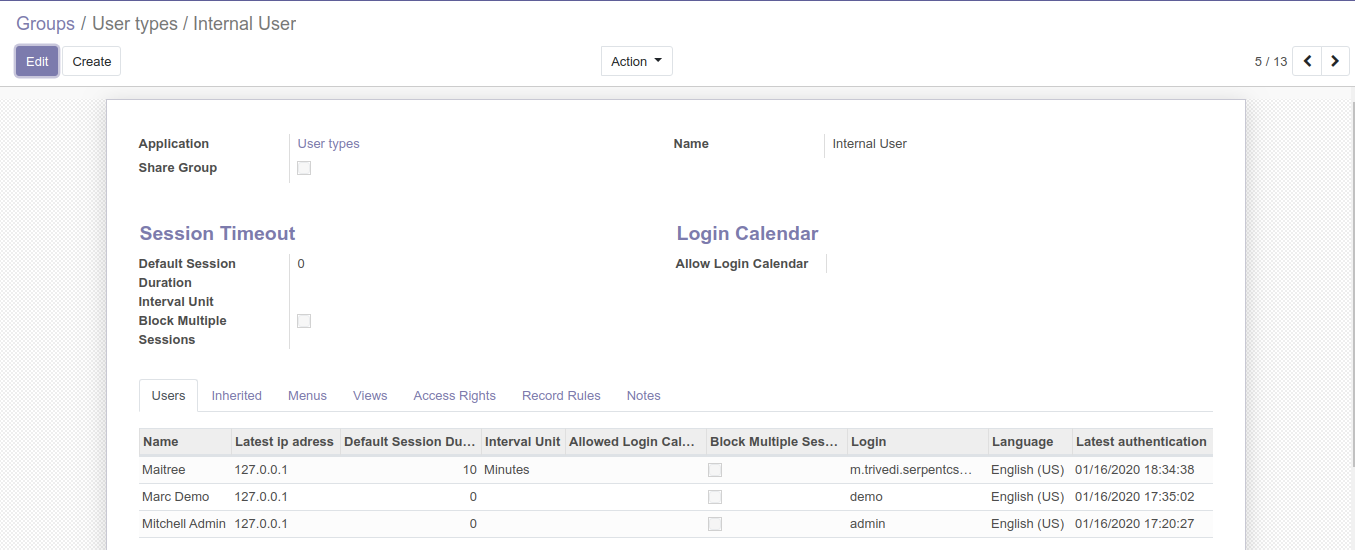 Groups / User types / Internal User
Edit Create Action 5 / 13
Application User types Name Internal User
Share Group
Session Timeout Login Calendar
Default Session Duration 0 Allow Login Calendar
Interval Unit
Block Multiple Sessions
Users Inherited Menus Views Access Rights Record Rules Notes
Name Latest ip adress Default Session Du... Interval Unit Allowed Login Cal... Block Multiple Ses... Login Language Latest authentication
Maitree 127.0.0.1 10 Minutes m.trivedi.serpentcs... English (US) 01/16/2020 18:34:38
Marc Demo 127.0.0.1 0 demo English (US) 01/16/2020 17:35:02
Mitchell Admin 127.0.0.1 0 admin English (US) 01/16/2020 17:20:27